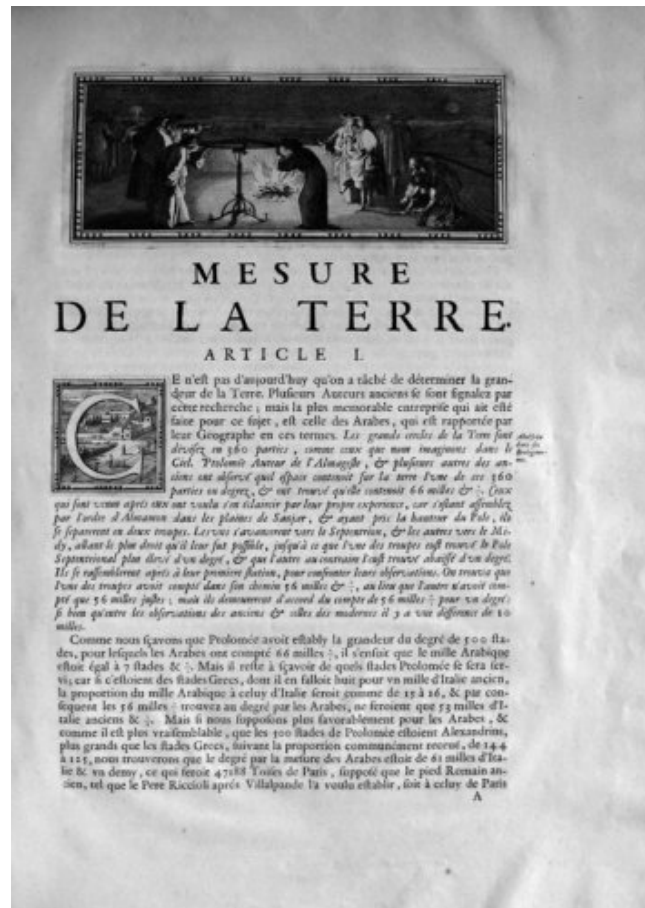 MESURE
DE LA TERRE.
ARTICLE I.
CE n'est pas d'aujourd'huy qu'on a tâché de déterminer la gran-
deur de la Terre. Plusieurs Auteurs anciens se sont signalez par
cette recherche ; mais la plus memorable entreprise qui ait esté
faite pour ce sujet, est celle des Arabes, qui est rapportée par
leur Geographe en ces termes. Les grands cercles de la Terre sont
divisez en 360 parties, comme ceux que nous imaginons dans le
Ciel. Ptolomée Auteur de l'Almageste, & plusieurs autres des an-
ciens ont observé quel espace contenoit sur la terre l'une de ces 360
parties ou degrez, & ont trouvé qu'elle contenoit 66 milles & ⅔. Ceux
qui sont venus aprés eux ont voulu s'en éclaircir par leur propre experience, car s'estant assemblez
par l'ordre d'Almamon dans les plaines de Sanjar, & ayant pris la hauteur du Pole, ils
se separerent en deux troupes. Les uns s'avancerent vers le Septentrion, & les autres vers le Mi-
dy, allant le plus droit qu'il leur fut possible, jusqu'à ce que l'une des troupes eust trouvé le Pole
Septentrional plus élevé d'un degré, & que l'autre au contraire l'eust trouvé abaissé d'un degré.
Ils se rassemblerent aprés à leur premiere station, pour confronter leurs observations. On trouva que
l'une des troupes avoit compté dans son chemin 56 milles & ⅔, au lieu que l'autre n'avoit com-
pté que 56 milles justes ; mais ils demeurerent d'accord du compte de 56 milles ⅔ pour un degré ;
si bien qu'entre les observations des anciens & celles des modernes il y a une difference de 10
milles.
Comme nous sçavons que Ptolomée avoit estably la grandeur du degré de 500 sta-
des, pour lesquels les Arabes ont compté 66 milles ⅔, il s'ensuit que le mille Arabique
estoit égal à 7 stades & ½. Mais il reste à sçavoir de quels stades Ptolomée se sera ser-
vi ; car si c'estoient des stades Grecs, dont il en falloit huit pour vn mille d'Italie ancien,
la proportion du mille Arabique à celuy d'Italie seroit comme de 15 à 16, & par con-
sequent les 56 milles ⅔ trouvez au degré par les Arabes, ne feroient que 53 milles d'I-
talie anciens & ⅛. Mais si nous supposons plus favorablement pour les Arabes, &
comme il est plus vraisemblable, que les 500 stades de Ptolomée estoient Alexandrins,
plus grands que les stades Grecs, suivant la proportion communément receuë, de 144
à 125, nous trouverons que le degré par la mesure des Arabes estoit de 61 milles d'Ita-
lie & vn demy, ce qui feroit 47188 Toises de Paris, supposé que le pied Romain an-
cien, tel que le Pere Riccioli aprés Villalpande l'a voulu establir, soit à celuy de Paris
A